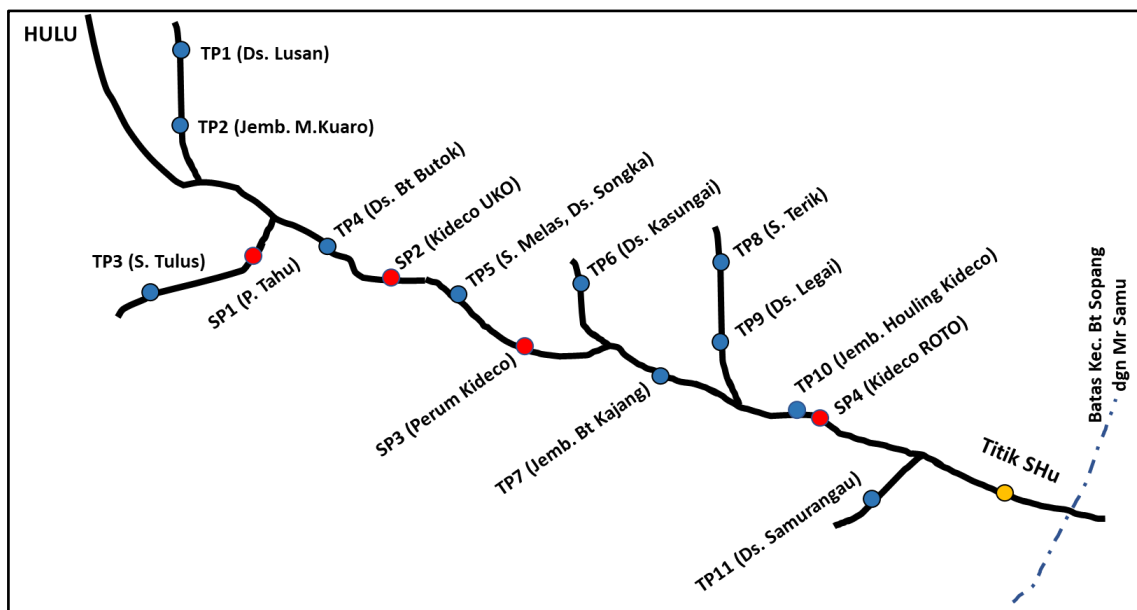 HULU
TP1 (Ds. Lusan)
TP2 (Jemb. M.Kuaro)
TP3 (S. Tulus)
SP1 (P. Tahu)
TP4 (Ds. Bt Butok)
SP2 (Kideco UKO)
TP5 (S. Melas, Ds. Songka)
SP3 (Perum Kideco)
TP6 (Ds. Kasungai)
TP7 (Jemb. Bt Kajang)
TP8 (S. Terik)
TP9 (Ds. Legai)
TP10 (Jemb. Houling Kideco)
SP4 (Kideco ROTO)
TP11 (Ds. Samurangau)
Titik SHu
Batas Kec. Bt Sopang
dgn Mr Samu